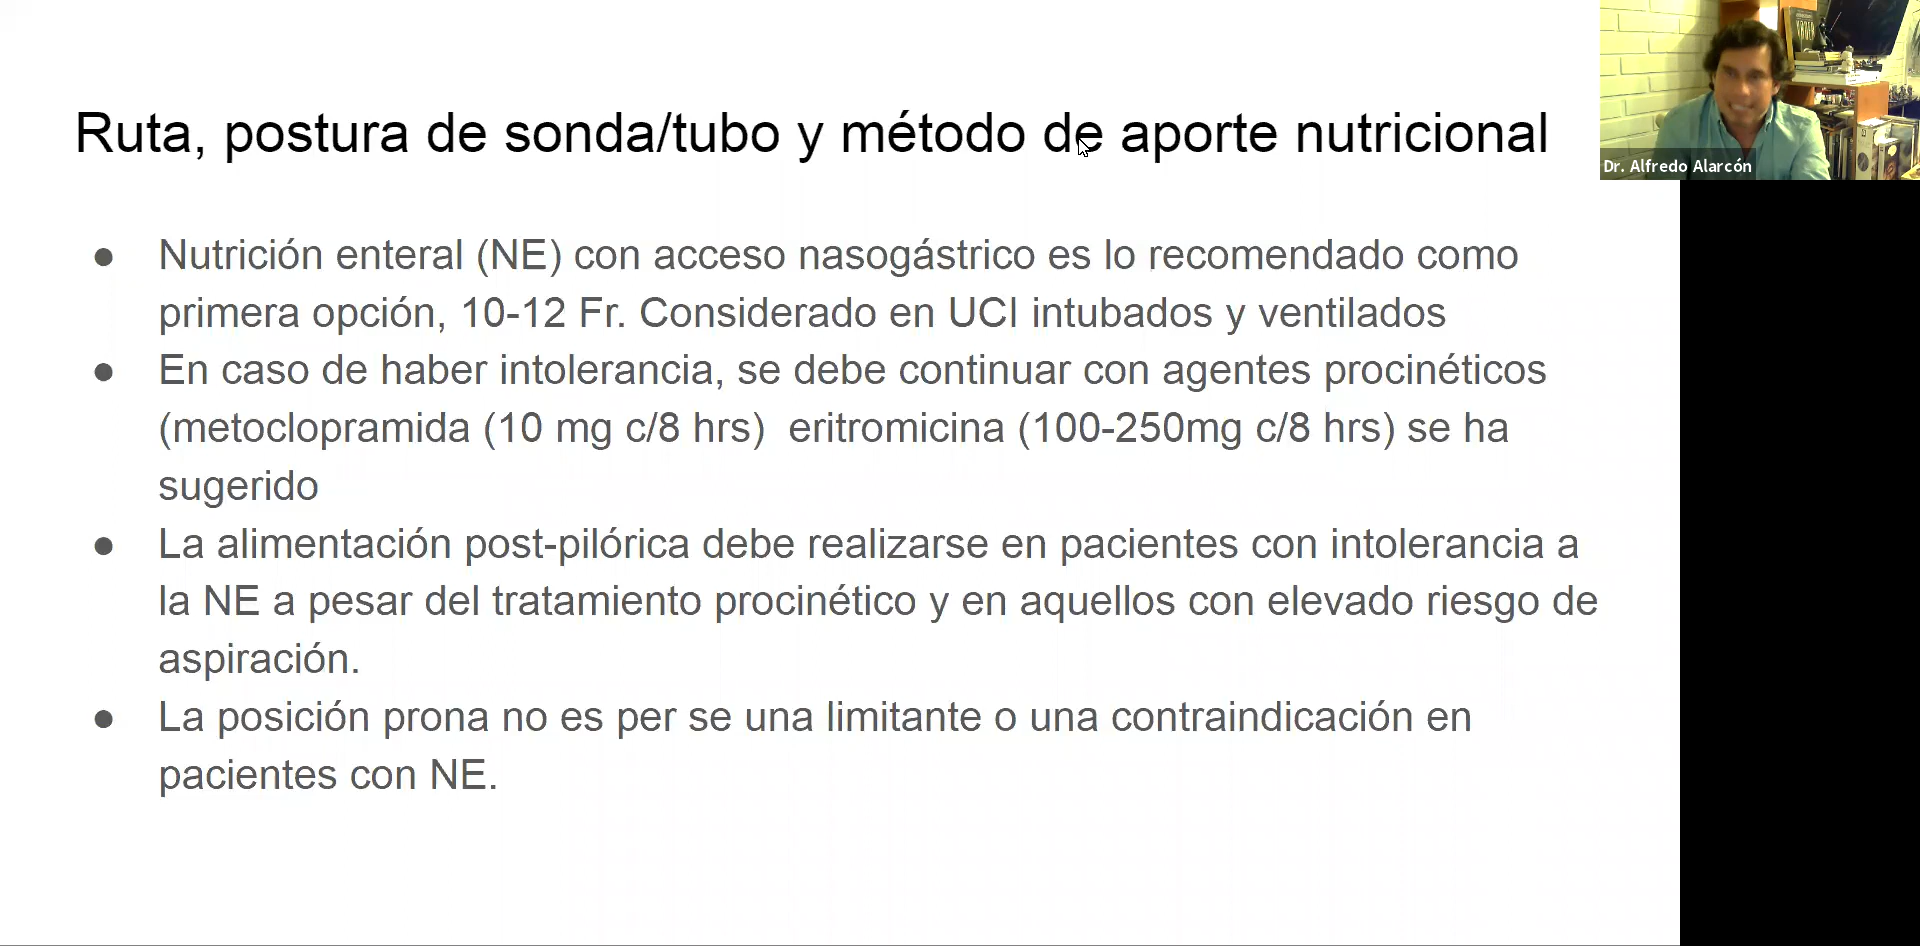 Ruta, postura de sonda/tubo y método de aporte nutricional
Dr. Alfredo Alarcón
● Nutrición enteral (NE) con acceso nasogástrico es lo recomendado como
primera opción, 10-12 Fr. Considerado en UCI intubados y ventilados
● En caso de haber intolerancia, se debe continuar con agentes procinéticos
(metoclopramida (10 mg c/8 hrs)  eritromicina (100-250mg c/8 hrs) se ha
sugerido
● La alimentación post-pilórica debe realizarse en pacientes con intolerancia a
la NE a pesar del tratamiento procinético y en aquellos con elevado riesgo de
aspiración.
● La posición prona no es per se una limitante o una contraindicación en
pacientes con NE.